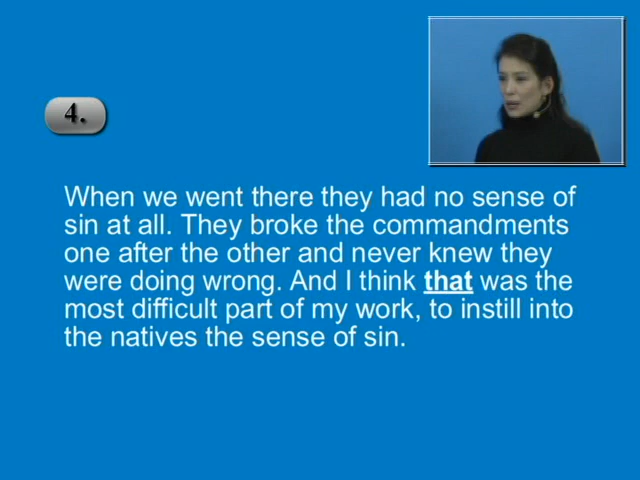 4.
When we went there they had no sense of
sin at all. They broke the commandments
one after the other and never knew they
were doing wrong. And I think that was the
most difficult part of my work, to instill into
the natives the sense of sin.